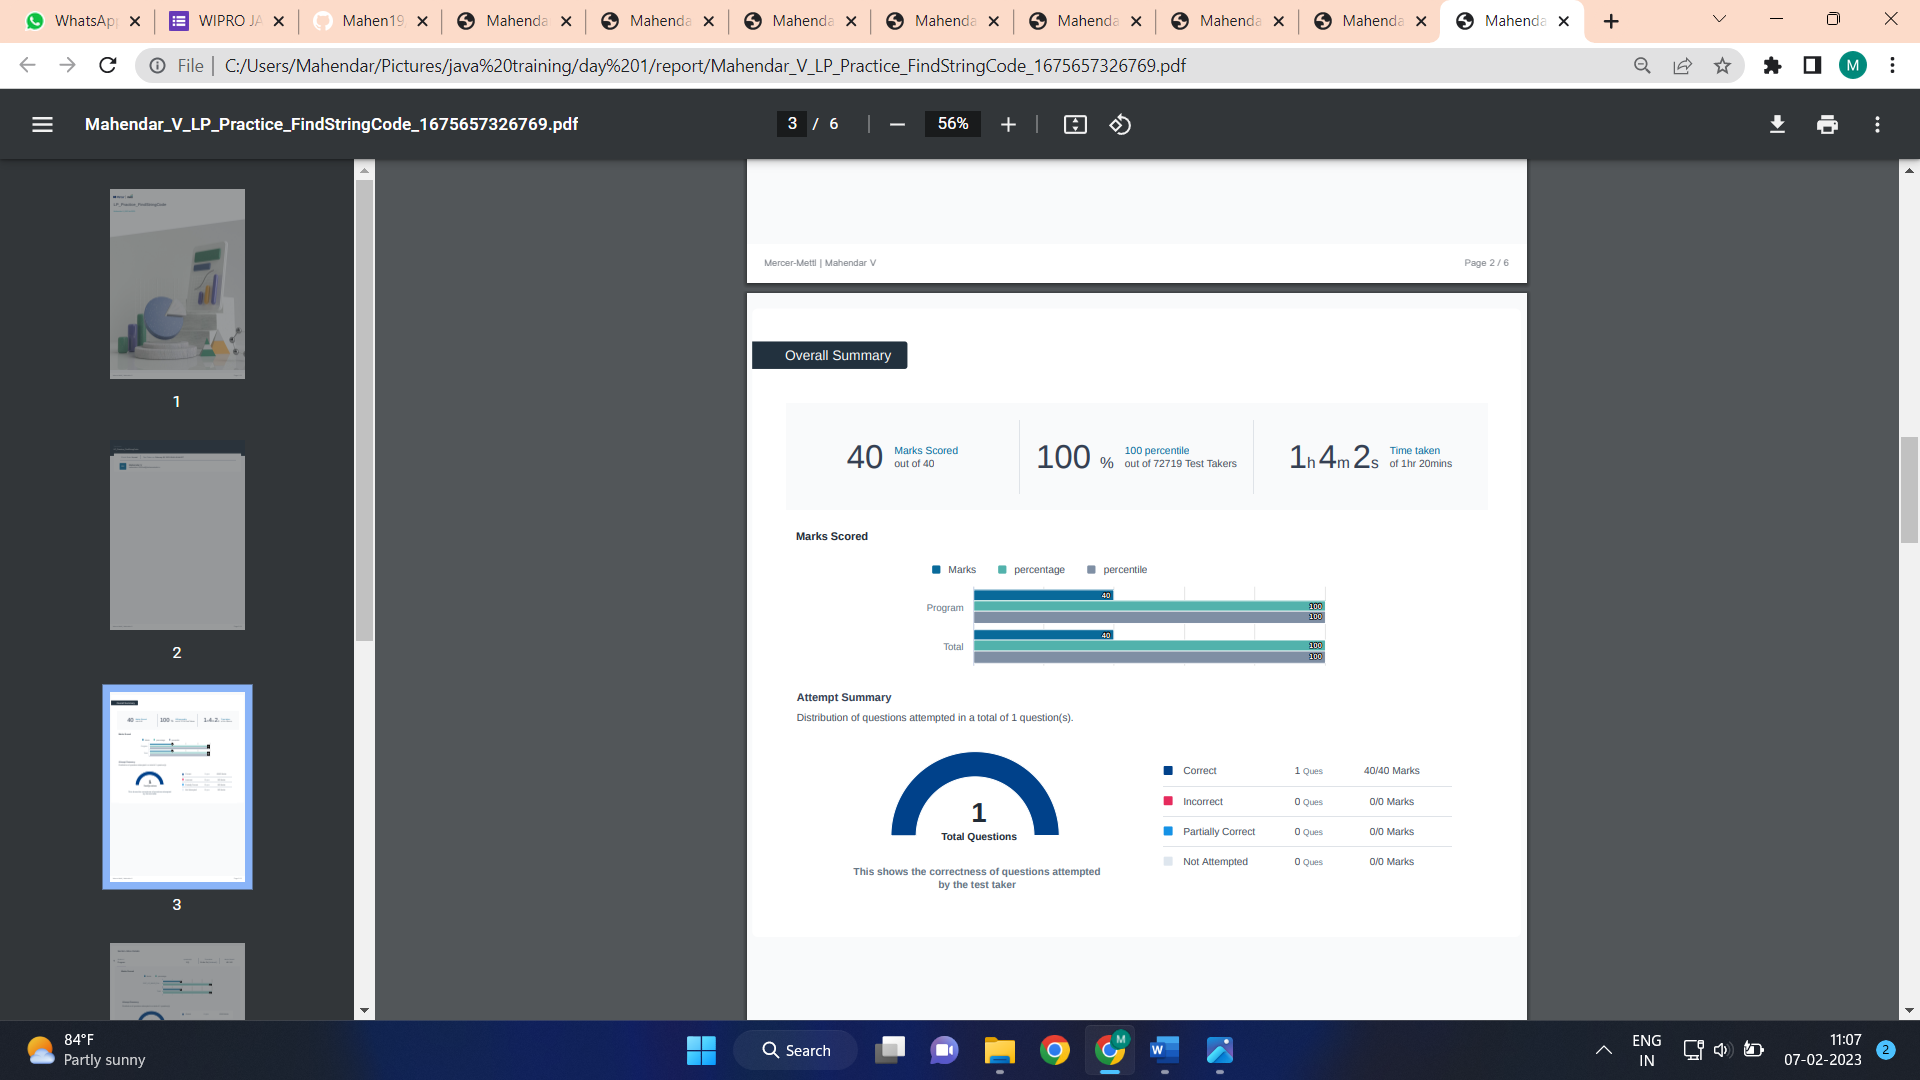 WhatsApp
WIPRO JA
Mahen19
Mahenda
Mahenda
Mahenda
Mahenda
Mahenda
Mahenda
Mahenda
Mahenda
File | C:/Users/Mahendar/Pictures/java%20training/day%201/report/Mahendar_V_LP_Practice_FindStringCode_1675657326769.pdf
M
Mahendar_V_LP_Practice_FindStringCode_1675657326769.pdf
3 / 6
56%
1
2
3
Mercer-Mettl | Mahendar V
Page 2 / 6
Overall Summary
40 Marks Scored
out of 40
100 % 100 percentile
out of 72719 Test Takers
1h 4m 2s Time taken
of 1hr 20mins
Marks Scored
Marks percentage percentile
Program 40
100
100
Total 40
100
100
Attempt Summary
Distribution of questions attempted in a total of 1 question(s).
1
Total Questions
This shows the correctness of questions attempted
by the test taker
Correct 1 Ques 40/40 Marks
Incorrect 0 Ques 0/0 Marks
Partially Correct 0 Ques 0/0 Marks
Not Attempted 0 Ques 0/0 Marks
84°F
Partly sunny
Search
M
W
ENG
IN
11:07
07-02-2023
2